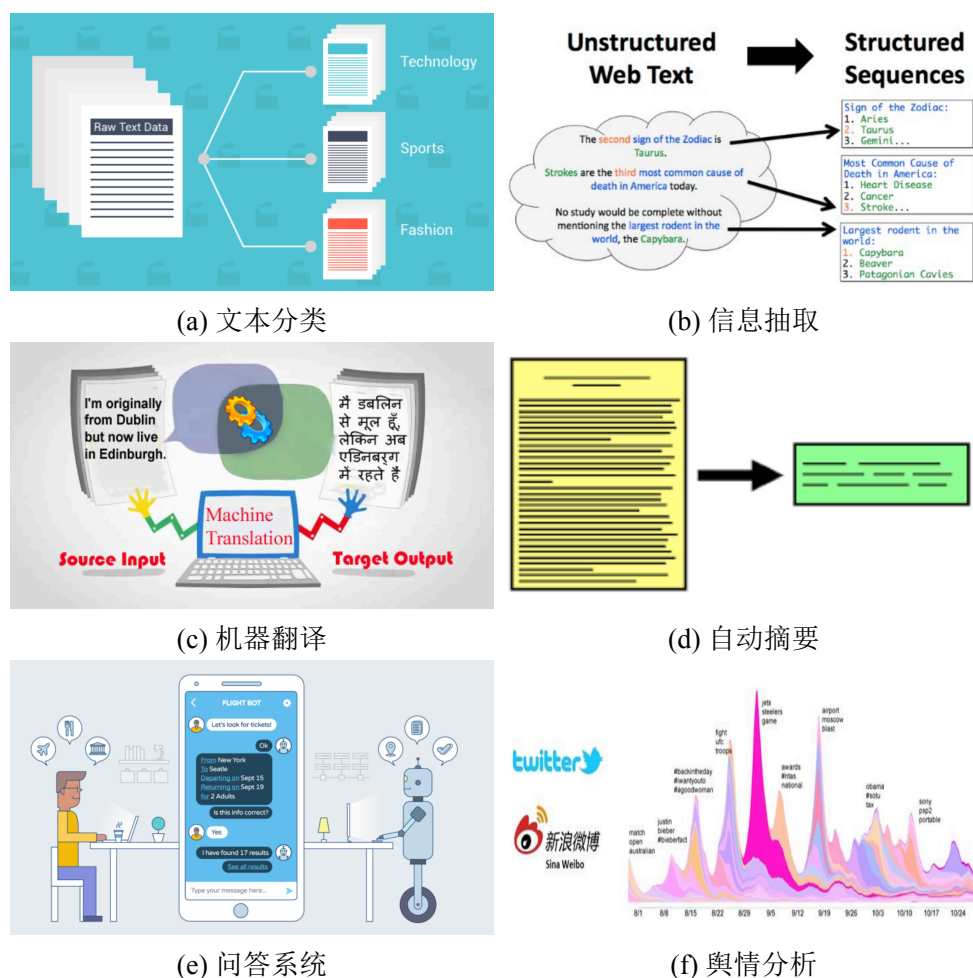 Raw Text Data
Technology
Sports
Fashion
(a) 文本分类
Unstructured
Web Text
Structured
Sequences
The second sign of the Zodiac is
Taurus.
Strokes are the third most common cause of
death in America today.
No study would be complete without
mentioning the largest rodent in the
world, the Capybara.
Sign of the Zodiac:
1. Aries
2. Taurus
3. Gemini...
Most Common Cause of
Death in America:
1. Heart Disease
2. Cancer
3. Stroke...
Largest rodent in the
world:
1. Capybara
2. Beaver
3. Patagonian Cavies
(b) 信息抽取
I'm originally
from Dublin
but now live
in Edinburgh.
मैं डबलिन
से मूल हूँ,
लेकिन अब
एडिनबर्ग
में रहते है
Machine
Translation
Source Input
Target Output
(c) 机器翻译
(d) 自动摘要
FLIGHT BOT
Let's look for tickets!
Ok
From New York
To Seatle
Departing on Sept 15
Returning on Sept 19
for 2 Adults
Is this info correct?
Yes
I have found 17 results
See all results
Type your message here...
(e) 问答系统
twitter
新浪微博
Sina Weibo
match
open
australian
justin
bieber
#bieberfact
#backintheday
#iwantyouto
#agoodwoman
fight
ufc
troops
jets
steelers
game
awards
#ntas
national
airport
moscow
blast
obama
#sotu
tax
sony
psp2
portable
8/1 8/8 8/15 8/22 8/29 9/5 9/12 9/19 9/26 10/3 10/10 10/17 10/24
(f) 舆情分析